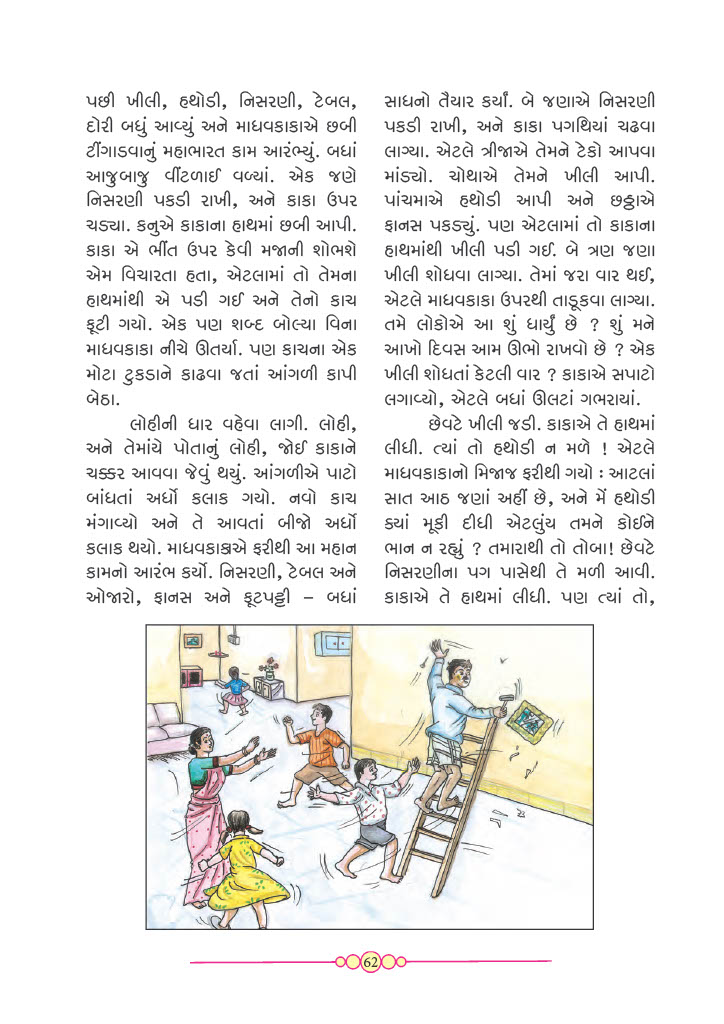 પછી ખીલી, હથોડી, નિસરણી, ટેબલ,
દોરી બધું આવ્યું અને માધવકાકાએ છબી
ટીંગાડવાનું મહાભારત કામ આરંભ્યું. બધાં
આજુબાજુ વીંટળાઈ વળ્યાં. એક જણે
નિસરણી પકડી રાખી, અને કાકા ઉપર
ચડ્યા. કનુએ કાકાના હાથમાં છબી આપી.
કાકા એ ભીંત ઉપર કેવી મજાની શોભશે
એમ વિચારતા હતા, એટલામાં તો તેમના
હાથમાંથી એ પડી ગઈ અને તેનો કાચ
ફૂટી ગયો. એક પણ શબ્દ બોલ્યા વિના
માધવકાકા નીચે ઊતર્યા. પણ કાચના એક
મોટા ટુકડાને કાઢવા જતાં આંગળી કાપી
બેઠા.
લોહીની ધાર વહેવા લાગી. લોહી,
અને તેમાંયે પોતાનું લોહી, જોઈ કાકાને
ચક્કર આવવા જેવું થયું. આંગળીએ પાટો
બાંધતાં અર્ધો કલાક ગયો. નવો કાચ
મંગાવ્યો અને તે આવતાં બીજો અર્ધો
કલાક થયો. માધવકાકાએ ફરીથી આ મહાન
કામનો આરંભ કર્યો. નિસરણી, ટેબલ અને
ઓજારો, ફાનસ અને ફૂટપટ્ટી – બધાં
સાધનો તૈયાર કર્યાં. બે જણાએ નિસરણી
પકડી રાખી, અને કાકા પગથિયાં ચઢવા
લાગ્યા. એટલે ત્રીજાએ તેમને ટેકો આપવા
માંડ્યો. ચોથાએ તેમને ખીલી આપી.
પાંચમાએ હથોડી આપી અને છઠ્ઠાએ
ફાનસ પકડ્યું. પણ એટલામાં તો કાકાના
હાથમાંથી ખીલી પડી ગઈ. બે ત્રણ જણા
ખીલી શોધવા લાગ્યા. તેમાં જરા વાર થઈ,
એટલે માધવકાકા ઉપરથી તાડૂકવા લાગ્યા.
તમે લોકોએ આ શું ધાર્યું છે ? શું મને
આખો દિવસ આમ ઊભો રાખવો છે ? એક
ખીલી શોધતાં કેટલી વાર ? કાકાએ સપાટો
લગાવ્યો, એટલે બધાં ઊલટાં ગભરાયાં.
છેવટે ખીલી જડી. કાકાએ તે હાથમાં
લીધી. ત્યાં તો હથોડી ન મળે ! એટલે
માધવકાકાનો મિજાજ ફરીથી ગયો : આટલાં
સાત આઠ જણાં અહીં છે, અને મેં હથોડી
ક્યાં મૂકી દીધી એટલુંય તમને કોઈને
ભાન ન રહ્યું ? તમારાથી તો તોબા! છેવટે
નિસરણીના પગ પાસેથી તે મળી આવી.
કાકાએ તે હાથમાં લીધી. પણ ત્યાં તો,
62